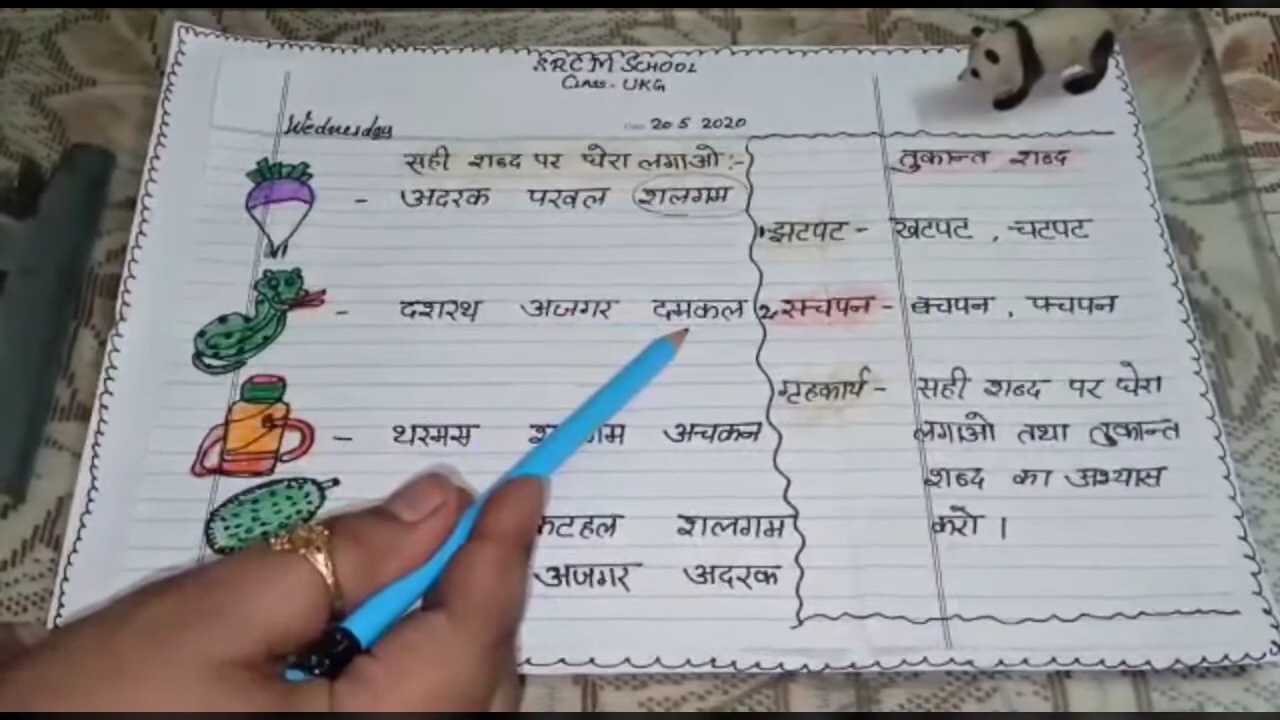 SRCM SCHOOL
CLASS- UKG
Wednesday 20 5 2020
सही शब्द पर घेरा लगाओ :-
- अदरक परवल शलगम
- दशरथ अजगर दमकल
- थरमस अचकन
कटहल शलगम
अजगर अदरक
तुकान्त शब्द
झटपट - खटपट , चटपट
2 सचपन - बचपन , पचपन
गृहकार्य - सही शब्द पर घेरा
लगाओ तथा तुकान्त
शब्द का अभ्यास
करो ।